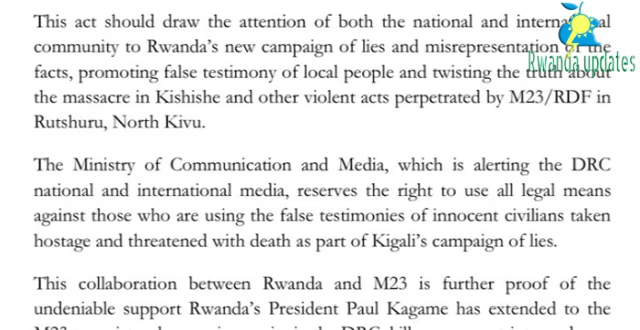 This act should draw the attention of both the national and international
community to Rwanda's new campaign of lies and misrepresentation of the
facts, promoting false testimony of local people and twisting the truth about
the massacre in Kishishe and other violent acts perpetrated by M23/RDF in
Rutshuru, North Kivu.
The Ministry of Communication and Media, which is alerting the DRC
national and international media, reserves the right to use all legal means
against those who are using the false testimonies of innocent civilians taken
hostage and threatened with death as part of Kigali's campaign of lies.
This collaboration between Rwanda and M23 is further proof of the
undeniable support Rwanda's President Paul Kagame has extended to the
M23
Rwanda updates